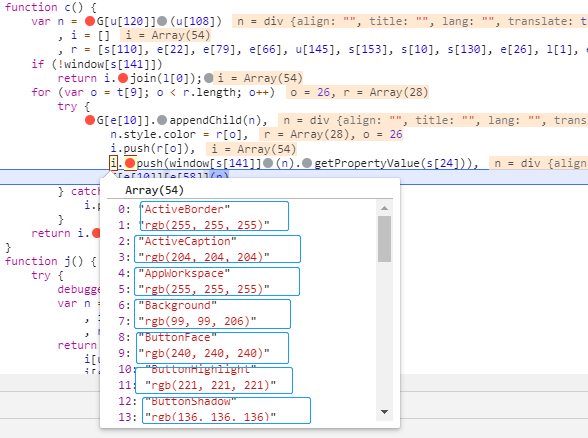 function c() {
var n = G[u[120]] (u[108]) n = div {align: "", title: "", lang: "", translate: t
, i = [] i = Array(54)
, r = [s[110], e[22], e[79], e[66], u[145], s[153], s[10], s[130], e[26], l[1], e
if (!window[s[141]])
return i. join(l[0]); i = Array(54)
for (var o = t[9]; o < r.length; o++) o = 26, r = Array(28)
try {
G[e[10]]. appendChild(n), n = div {align: "", title: "", lang: "", trans
n.style.color = r[o], r = Array(28), o = 26
i.push(r[o]), i = Array(54)
i. push(window[s[141]] (n). getPropertyValue(s[24])), n = div {align
[e[10]][e[58]](n)
} catc
i.p
}
return i.
}
function j() {
try {
debugge
var n =
, i
, r
return
i[u
Array(54)
0: "ActiveBorder"
1: "rgb(255, 255, 255)"
2: "ActiveCaption"
3: "rgb(204, 204, 204)"
4: "AppWorkspace"
5: "rgb(255, 255, 255)"
6: "Background"
7: "rgb(99, 99, 206)"
8: "ButtonFace"
9: "rgb(240, 240, 240)"
10: "ButtonHighlight"
11: "rgb(221, 221, 221)"
12: "ButtonShadow"
13: "rgb(136, 136, 136)"